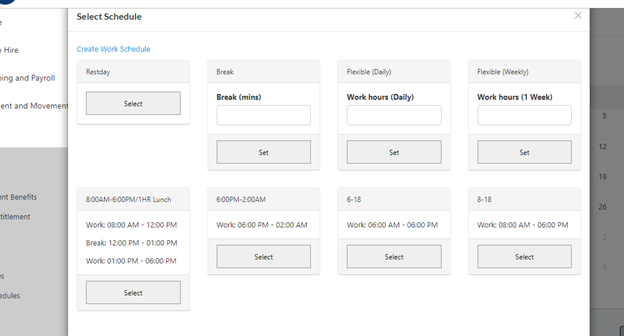 Select Schedule
×
Create Work Schedule
Restday
Select
Break
Break (mins)
Set
Flexible (Daily)
Work hours (Daily)
Set
Flexible (Weekly)
Work hours (1 Week)
Set
8:00AM-6:00PM/1HR Lunch
Work: 08:00 AM - 12:00 PM
Break: 12:00 PM - 01:00 PM
Work: 01:00 PM - 06:00 PM
Select
6:00PM-2:00AM
Work: 06:00 PM - 02:00 AM
Select
6-18
Work: 06:00 AM - 06:00 PM
Select
8-18
Work: 08:00 AM - 06:00 PM
Select
Hire
and Payroll
and Movement
Benefits
5
12
19
26
2
9